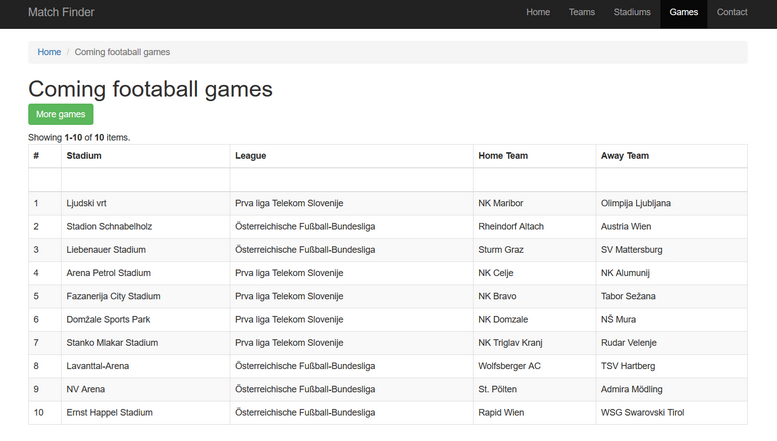 Match Finder Home Teams Stadiums Games Contact
Home / Coming footaball games
Coming footaball games
More games
Showing 1-10 of 10 items.
# Stadium League Home Team Away Team
1 Ljudski vrt Prva liga Telekom Slovenije NK Maribor Olimpija Ljubljana
2 Stadion Schnabelholz Österreichische Fußball-Bundesliga Rheindorf Altach Austria Wien
3 Liebenauer Stadium Österreichische Fußball-Bundesliga Sturm Graz SV Mattersburg
4 Arena Petrol Stadium Prva liga Telekom Slovenije NK Celje NK Alumunij
5 Fazanerija City Stadium Prva liga Telekom Slovenije NK Bravo Tabor Sežana
6 Domžale Sports Park Prva liga Telekom Slovenije NK Domzale NŠ Mura
7 Stanko Mlakar Stadium Prva liga Telekom Slovenije NK Triglav Kranj Rudar Velenje
8 Lavanttal-Arena Österreichische Fußball-Bundesliga Wolfsberger AC TSV Hartberg
9 NV Arena Österreichische Fußball-Bundesliga St. Pölten Admira Mödling
10 Ernst Happel Stadium Österreichische Fußball-Bundesliga Rapid Wien WSG Swarovski Tirol